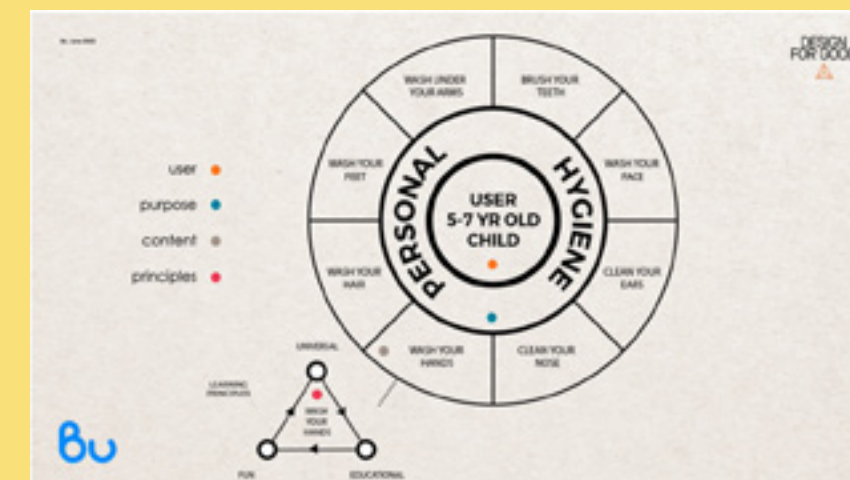 DESIGN
FOR GOOD
user
purpose
content
principles
WASH UNDER
YOUR ARMS
BRUSH YOUR
TEETH
WASH YOUR
FEET
WASH YOUR
FACE
PERSONAL
HYGIENE
USER
5-7 YR OLD
CHILD
WASH YOUR
HAIR
CLEAN YOUR
EARS
WASH YOUR
HANDS
CLEAN YOUR
NOSE
UNIVERSAL
LEARNING
PRINCIPLES
WASH
YOUR
HANDS
FUN
EDUCATIONAL
Bu